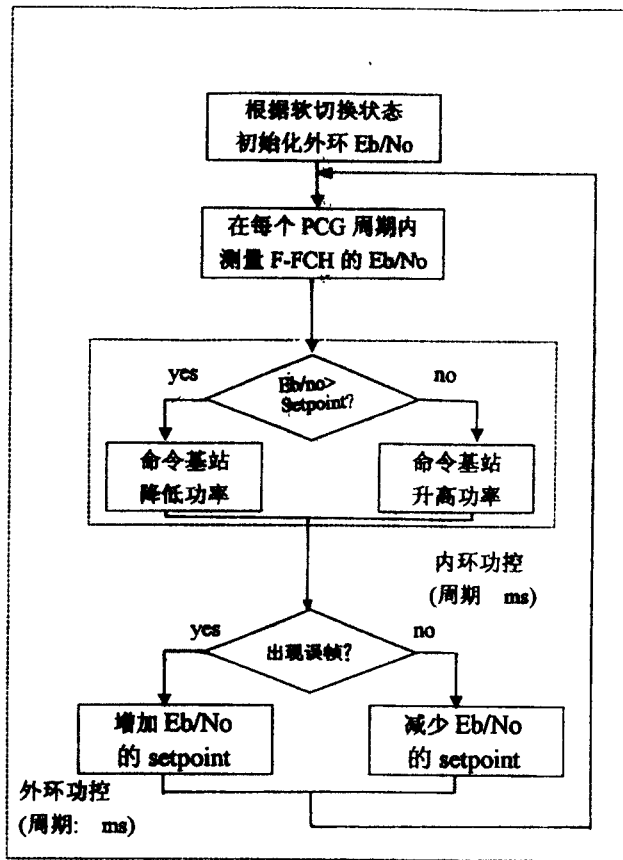 根据软切换状态
初始化外环 Eb/No
在每个 PCG 周期内
测量 F-FCH 的 Eb/No
yes
Eb/no>
Setpoint?
no
命令基站
降低功率
命令基站
升高功率
内环功控
(周期 ms)
yes
出现误帧?
no
增加 Eb/No
的 setpoint
减少 Eb/No
的 setpoint
外环功控
(周期: ms)